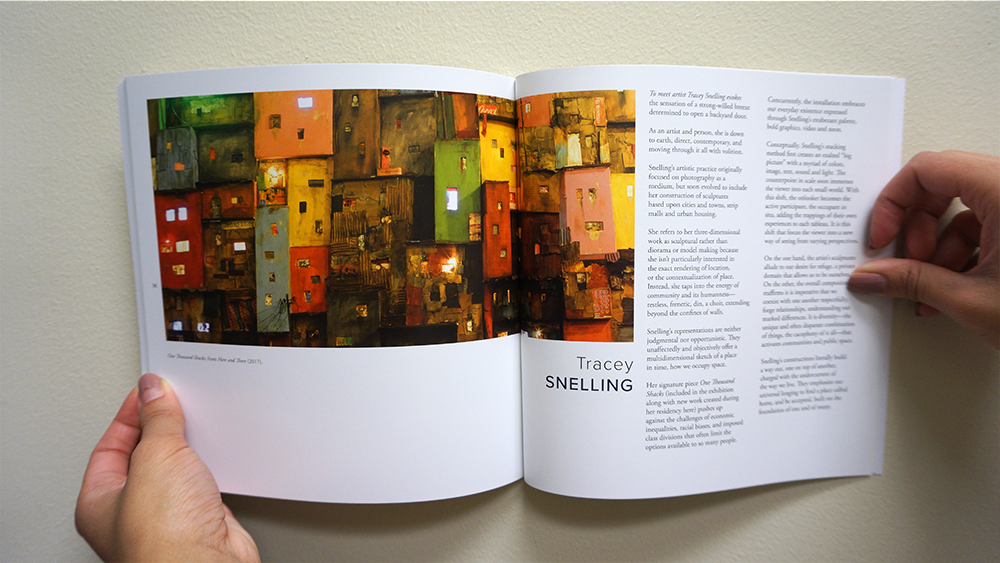 One Thousand Shacks From Here and There (2017).
Tracey
SNELLING
To meet artist Tracey Snelling evokes
the sensation of a strong-willed breeze
determined to open a backyard door.
As an artist and person, she is down
to earth, direct, contemporary, and
moving through it all with volition.
Snelling's artistic practice originally
focused on photography as a
medium, but soon evolved to include
her construction of sculptures
based upon cities and towns, strip
malls and urban housing.
She refers to her three-dimensional
work as sculptural rather than
diorama or model making because
she isn't particularly interested in
the exact rendering of location,
or the contextualization of place.
Instead, she taps into the energy of
community and its humanness—
restless, frenetic, din, a choir, extending
beyond the confines of walls.
Snelling's representations are neither
judgmental nor opportunistic. They
unaffectedly and objectively offer a
multidimensional sketch of a place
in time, how we occupy space.
Her signature piece One Thousand
Shacks (included in the exhibition
along with new work created during
her residency here) pushes up
against the challenges of economic
inequalities, racial biases, and imposed
class divisions that often limit the
options available to so many people.
Concurrently, the installation embraces
our everyday existence expressed
through Snelling's exuberant palette,
bold graphics, video and neon.
Conceptually, Snelling's stacking
method first creates an exalted "big
picture" with a myriad of colors,
image, text, sound and light. The
counterpoint in scale soon immerses
the viewer into each small world. With
this shift, the onlooker becomes the
active participant, the occupant in
situ, adding the trappings of their own
experience to each tableau. It is this
shift that forces the viewer into a new
way of seeing from varying perspectives.
On the one hand, the artist's sculptures
allude to our desire for refuge, a private
domain that allows us to be ourselves.
On the other, the overall composition
reaffirms it is imperative that we
coexist with one another respectfully,
forge relationships, understanding our
marked differences. It is diversity—the
unique and often disparate combination
of things, the cacophony of it all—that
activates communities and public space.
Snelling's constructions literally build
a way out, one on top of another,
charged with the undercurrent of
the way we live. They emphasize our
universal longing to find a place called
home, and be accepted, built on the
foundation of one and of many.